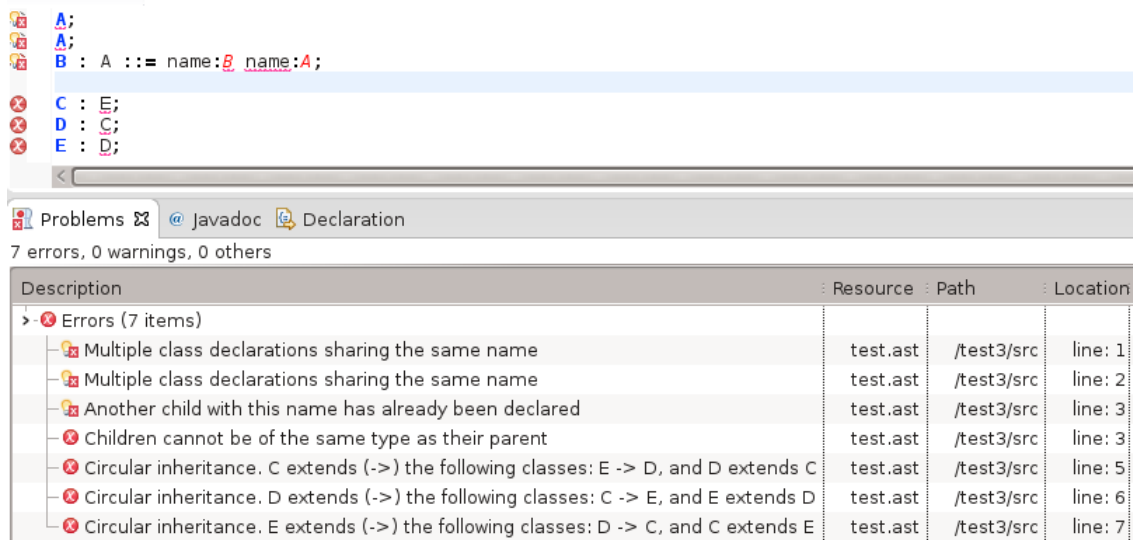 A;
A;
B : A ::= name:B name:A;
C : E;
D : C;
E : D;
Problems @ Javadoc Declaration
7 errors, 0 warnings, 0 others
Description Resource Path Location
Errors (7 items)
Multiple class declarations sharing the same name test.ast /test3/src line: 1
Multiple class declarations sharing the same name test.ast /test3/src line: 2
Another child with this name has already been declared test.ast /test3/src line: 3
Children cannot be of the same type as their parent test.ast /test3/src line: 3
Circular inheritance. C extends (->) the following classes: E -> D, and D extends C test.ast /test3/src line: 5
Circular inheritance. D extends (->) the following classes: C -> E, and E extends D test.ast /test3/src line: 6
Circular inheritance. E extends (->) the following classes: D -> C, and C extends E test.ast /test3/src line: 7